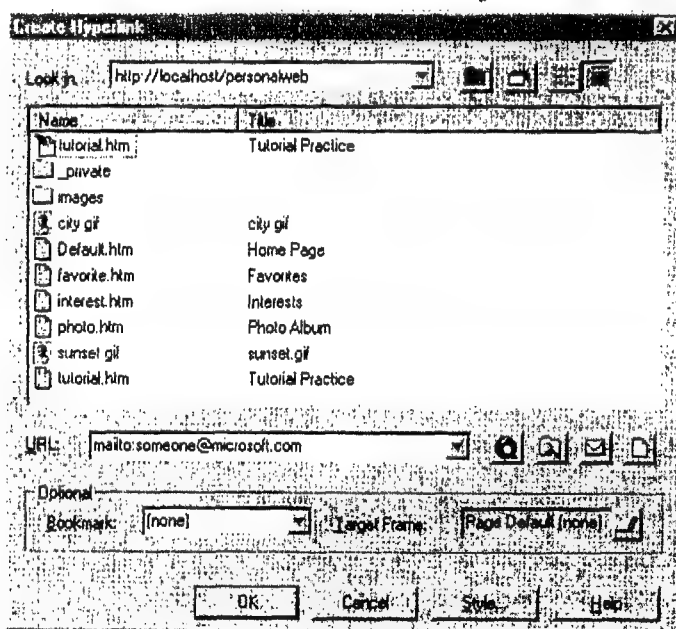 Create Hyperlink
Look in: http://localhost/personalweb
Name Title
tutorial.htm Tutorial Practice
_private
images
city gif city gif
Default.htm Home Page
favorite.htm Favorites
interest.htm Interests
photo.htm Photo Album
sunset gif sunset.gif
tutorial.htm Tutorial Practice
URL: mailto:someone@microsoft.com
Optional
Bookmark: (none) Target Frame: Page Default (none)
OK Cancel Style... Help